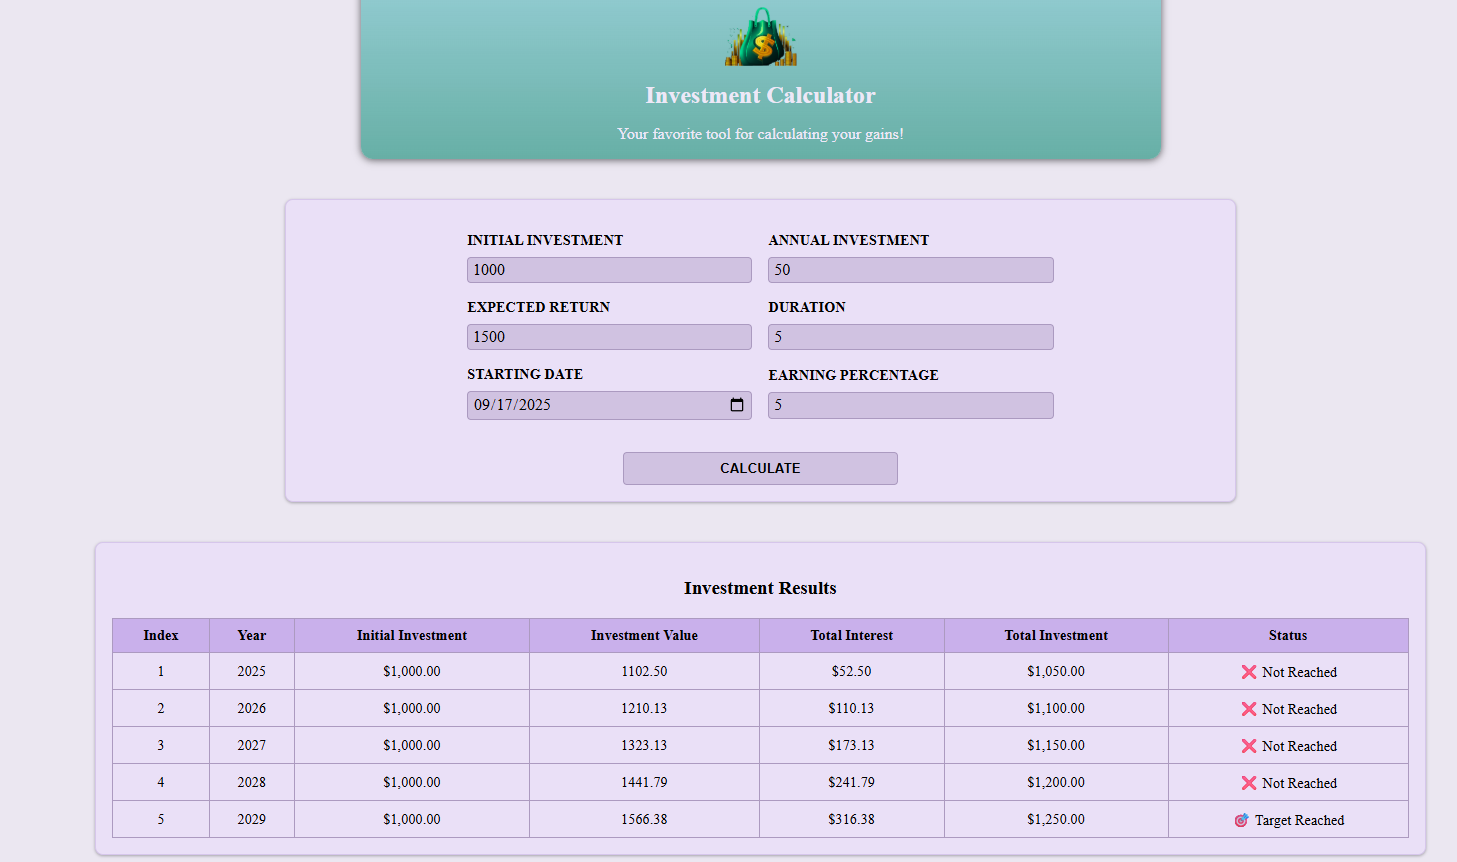 $
Investment Calculator
Your favorite tool for calculating your gains!
INITIAL INVESTMENT ANNUAL INVESTMENT
1000 50
EXPECTED RETURN DURATION
1500 5
STARTING DATE EARNING PERCENTAGE
09/17/2025 5
CALCULATE
Investment Results
Index Year Initial Investment Investment Value Total Interest Total Investment Status
1 2025 $1,000.00 1102.50 $52.50 $1,050.00 ❌ Not Reached
2 2026 $1,000.00 1210.13 $110.13 $1,100.00 ❌ Not Reached
3 2027 $1,000.00 1323.13 $173.13 $1,150.00 ❌ Not Reached
4 2028 $1,000.00 1441.79 $241.79 $1,200.00 ❌ Not Reached
5 2029 $1,000.00 1566.38 $316.38 $1,250.00 🎯 Target Reached